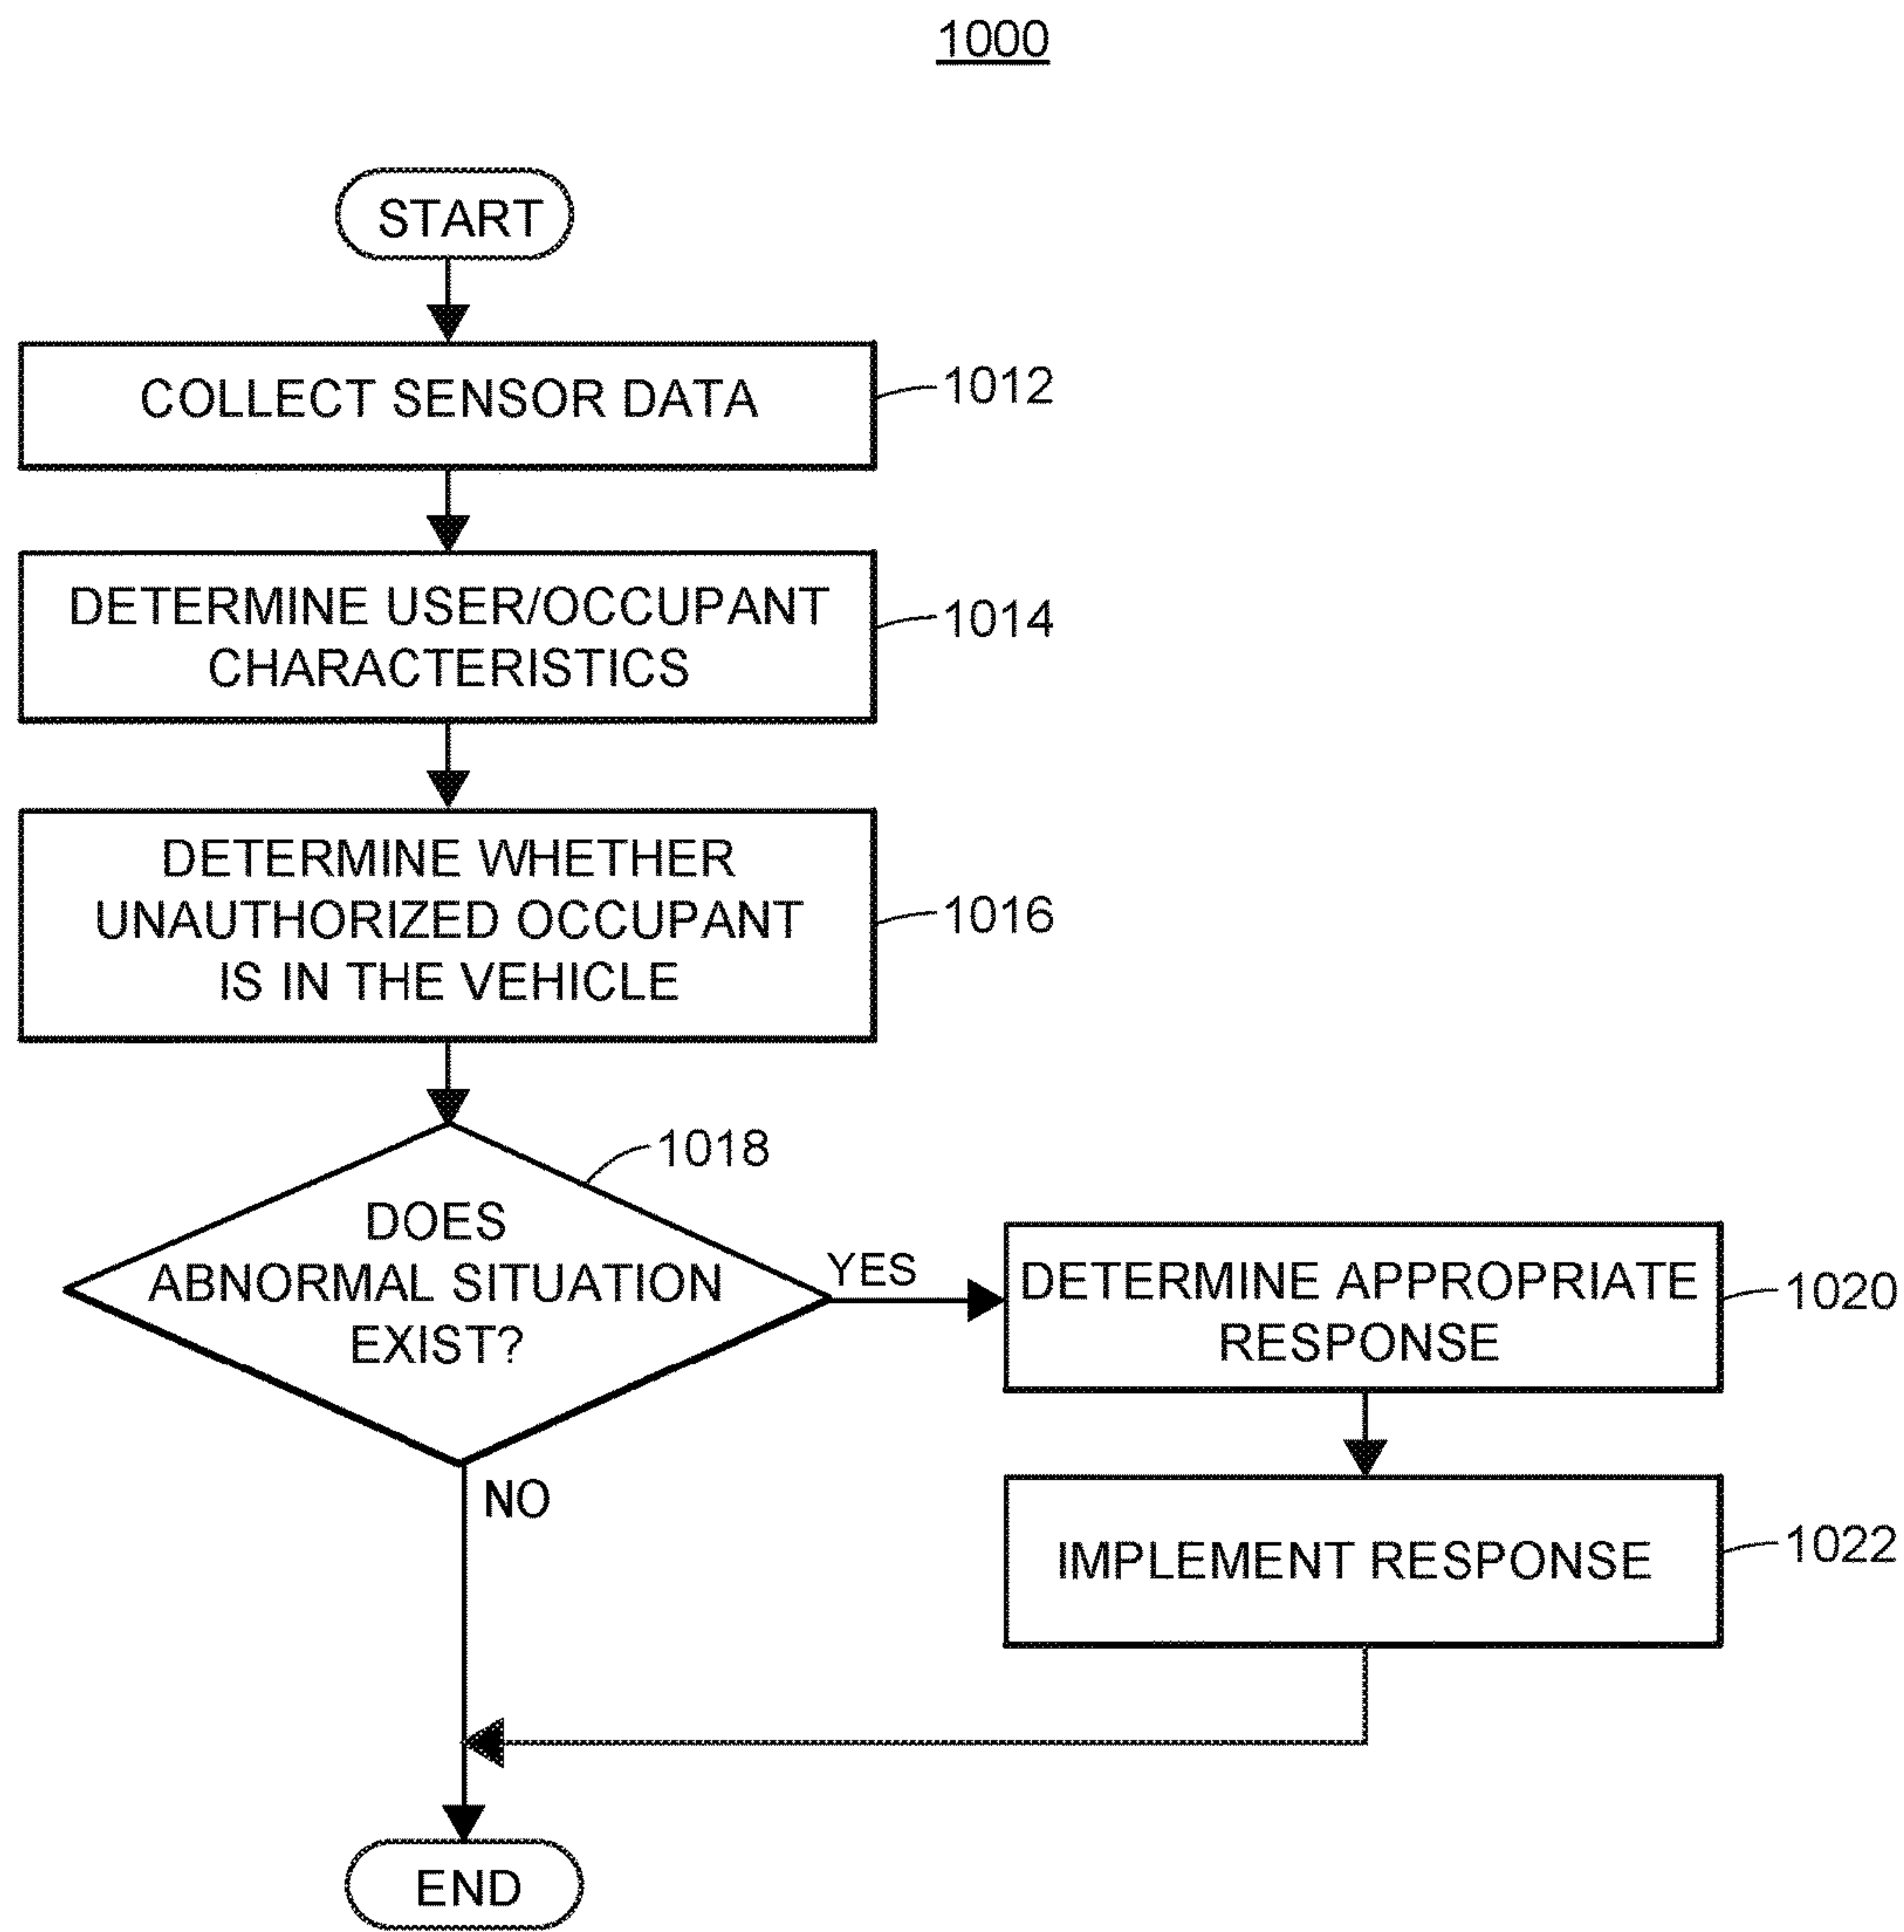 1000
START
COLLECT SENSOR DATA
1012
DETERMINE USER/OCCUPANT
CHARACTERISTICS
1014
DETERMINE WHETHER
UNAUTHORIZED OCCUPANT
IS IN THE VEHICLE
1016
1018
DOES
ABNORMAL SITUATION
EXIST?
YES
DETERMINE APPROPRIATE
RESPONSE
1020
NO
IMPLEMENT RESPONSE
1022
END